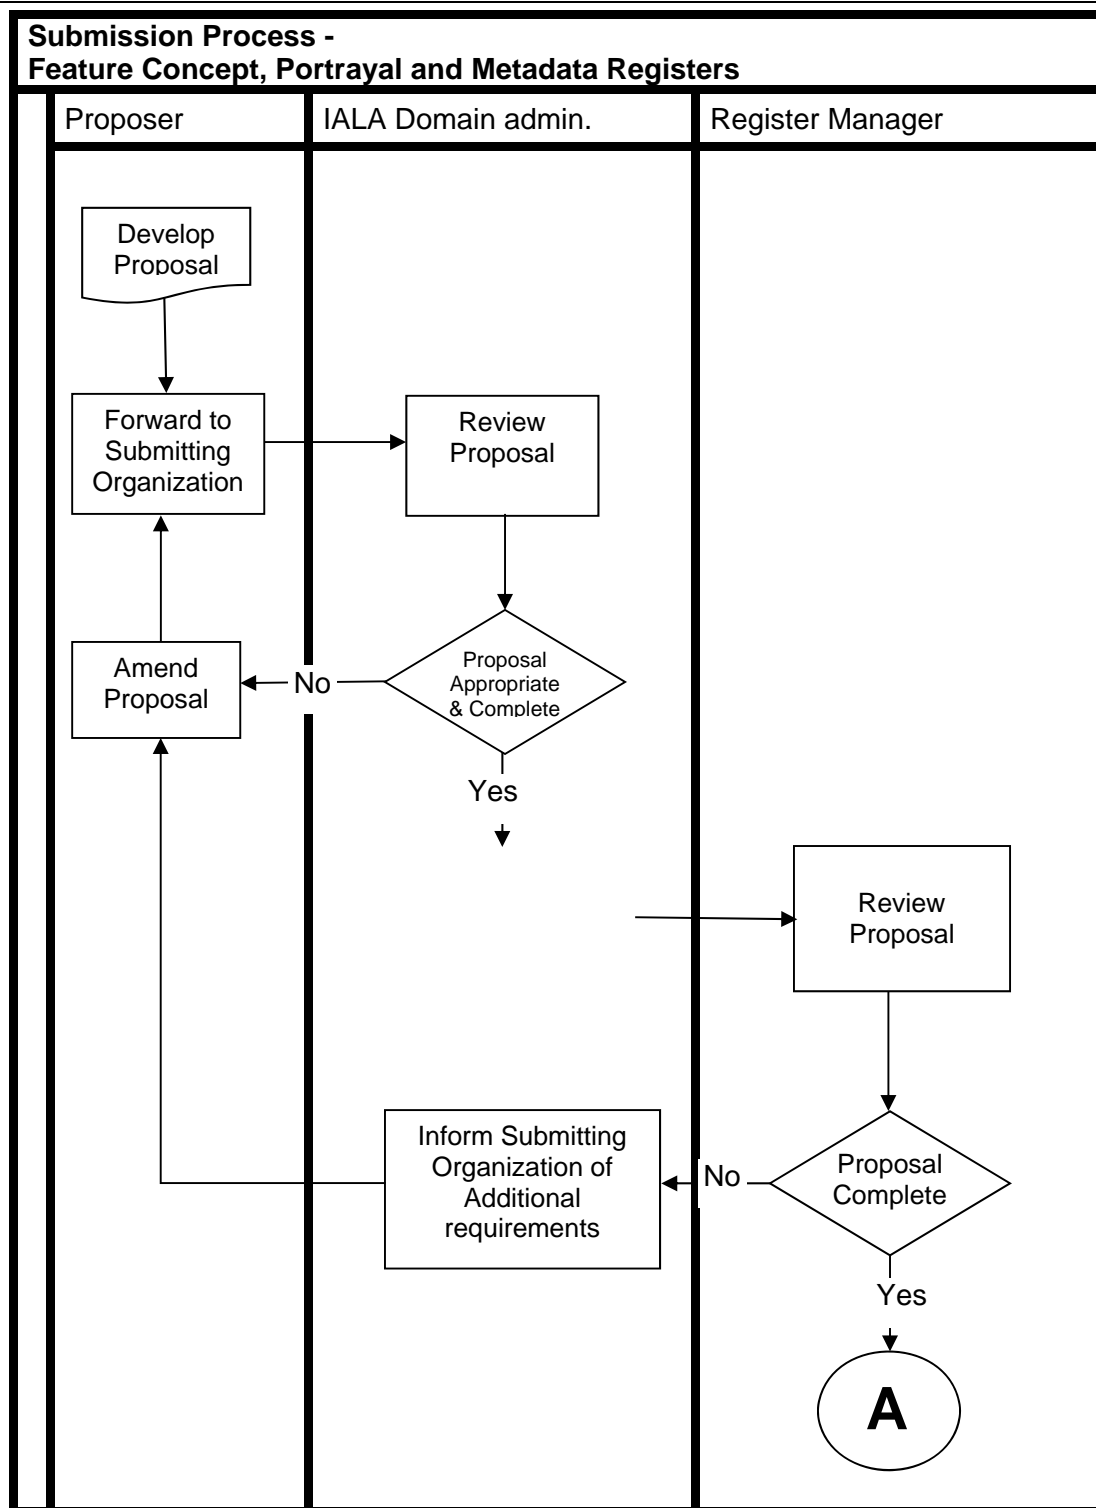 Submission Process -
Feature Concept, Portrayal and Metadata Registers
Proposer
IALA Domain admin.
Register Manager
Develop
Proposal
Forward to
Submitting
Organization
Review
Proposal
Amend
Proposal
No
Proposal
Appropriate
& Complete
Yes
Review
Proposal
Inform Submitting
Organization of
Additional
requirements
No
Proposal
Complete
Yes
A